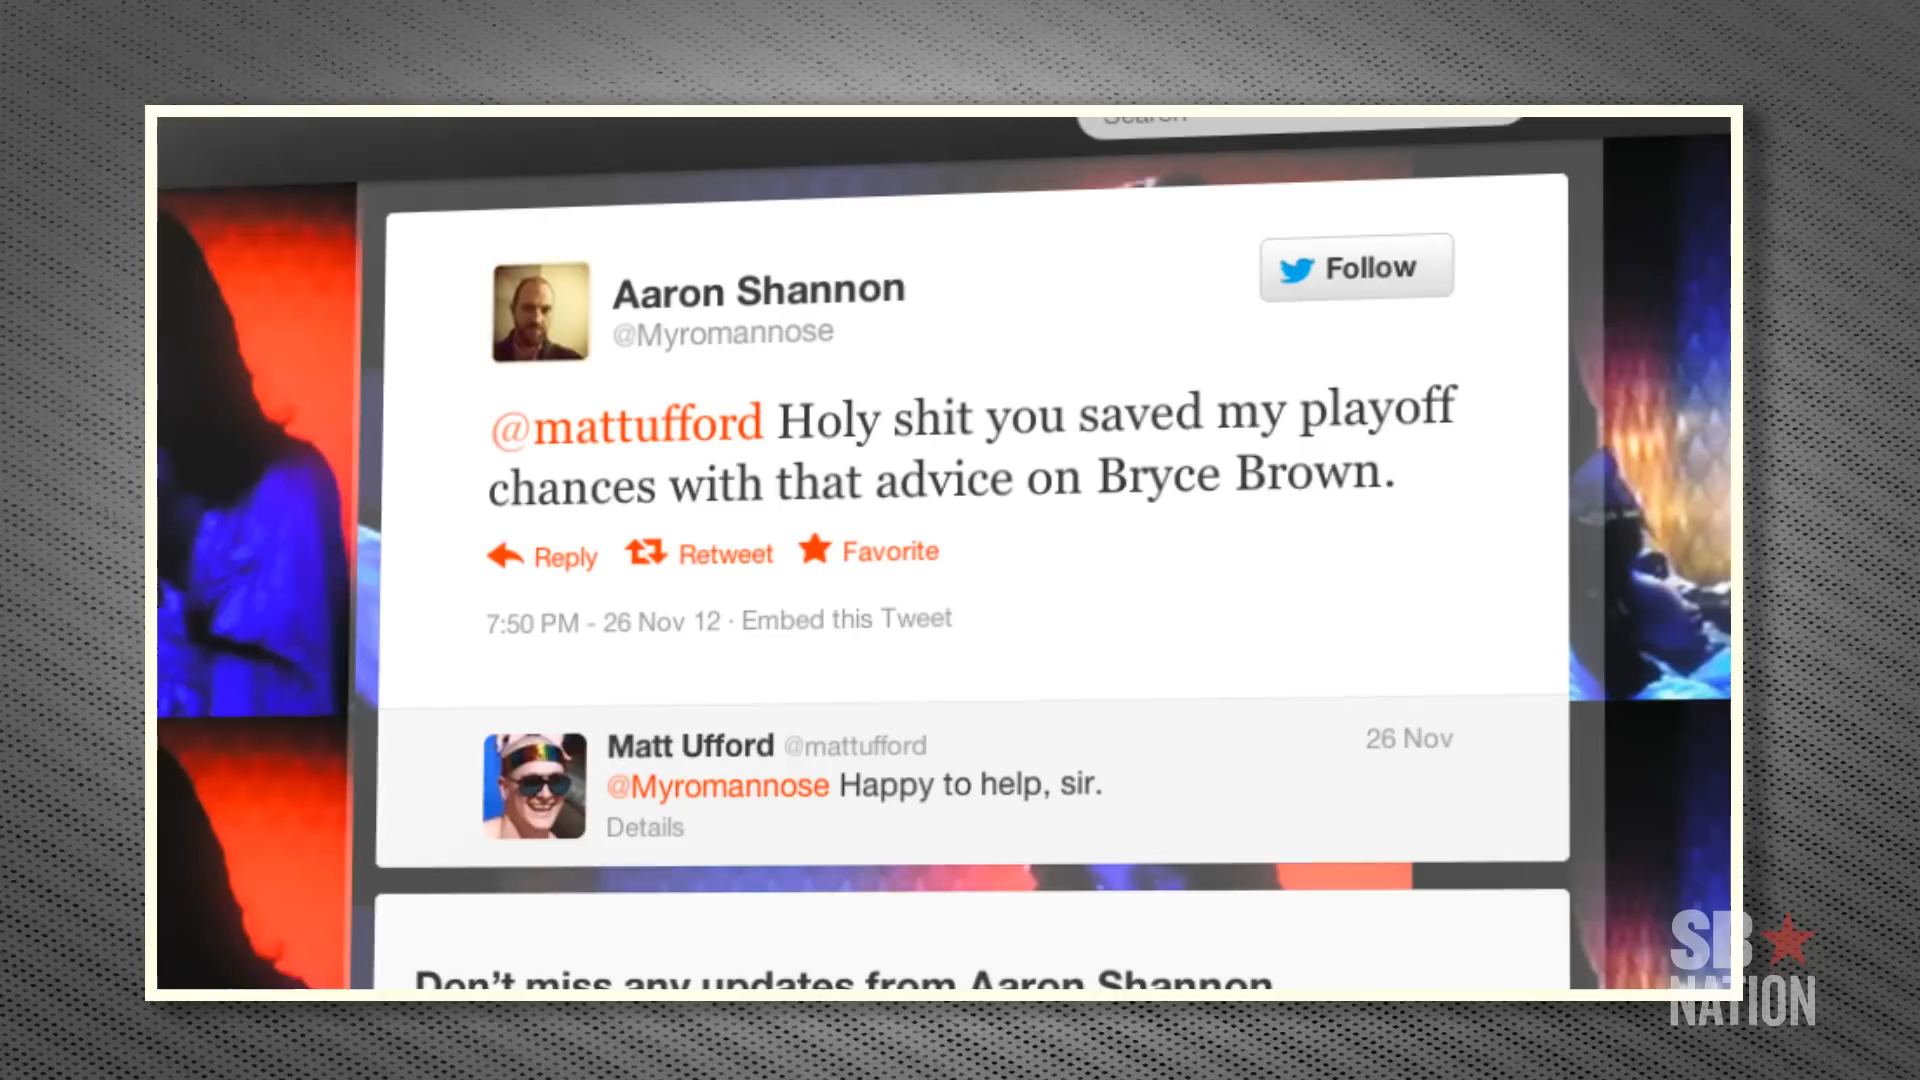 Search
Aaron Shannon
@Myromannose
Follow
@mattufford Holy shit you saved my playoff
chances with that advice on Bryce Brown.
Reply Retweet Favorite
7:50 PM - 26 Nov 12 · Embed this Tweet
Matt Ufford @mattufford 26 Nov
@Myromannose Happy to help, sir.
Details
Don't miss any updates from Aaron Shannon
SB
NATION